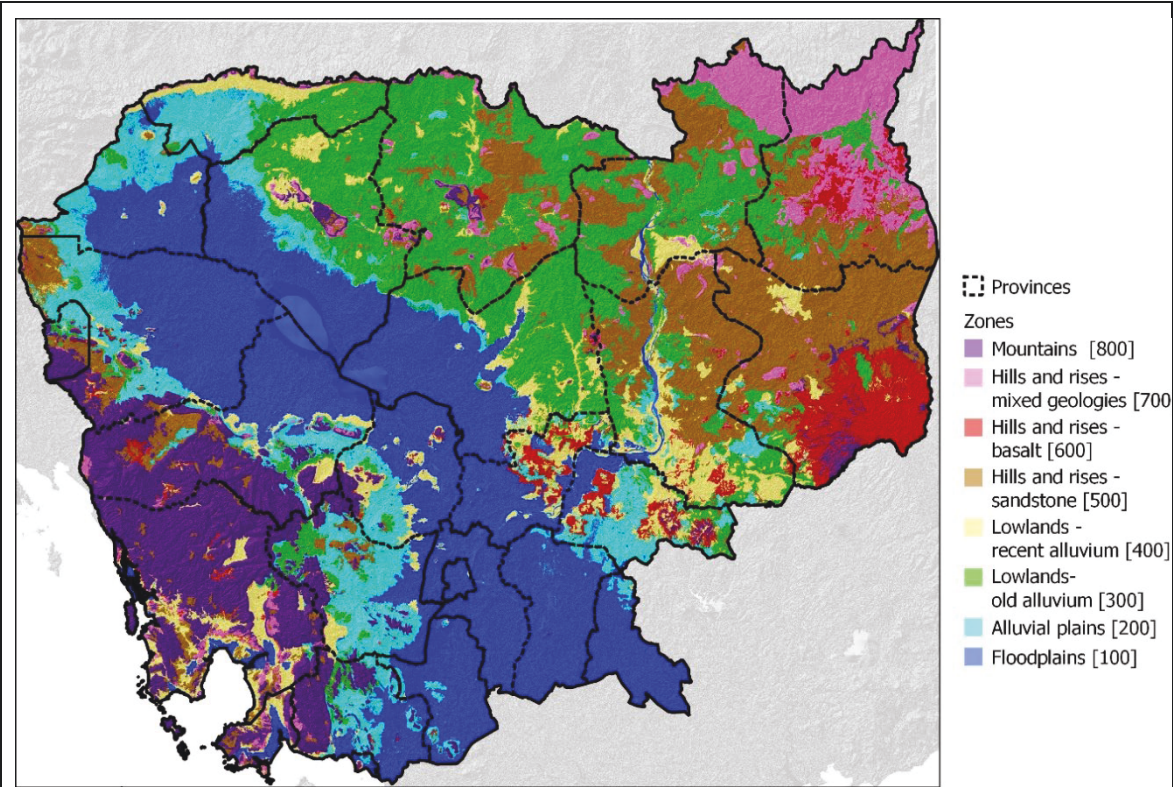 Provinces
Zones
Mountains [800]
Hills and rises -
mixed geologies [700
Hills and rises -
basalt [600]
Hills and rises -
sandstone [500]
Lowlands -
recent alluvium [400]
Lowlands-
old alluvium [300]
Alluvial plains [200]
Floodplains [100]